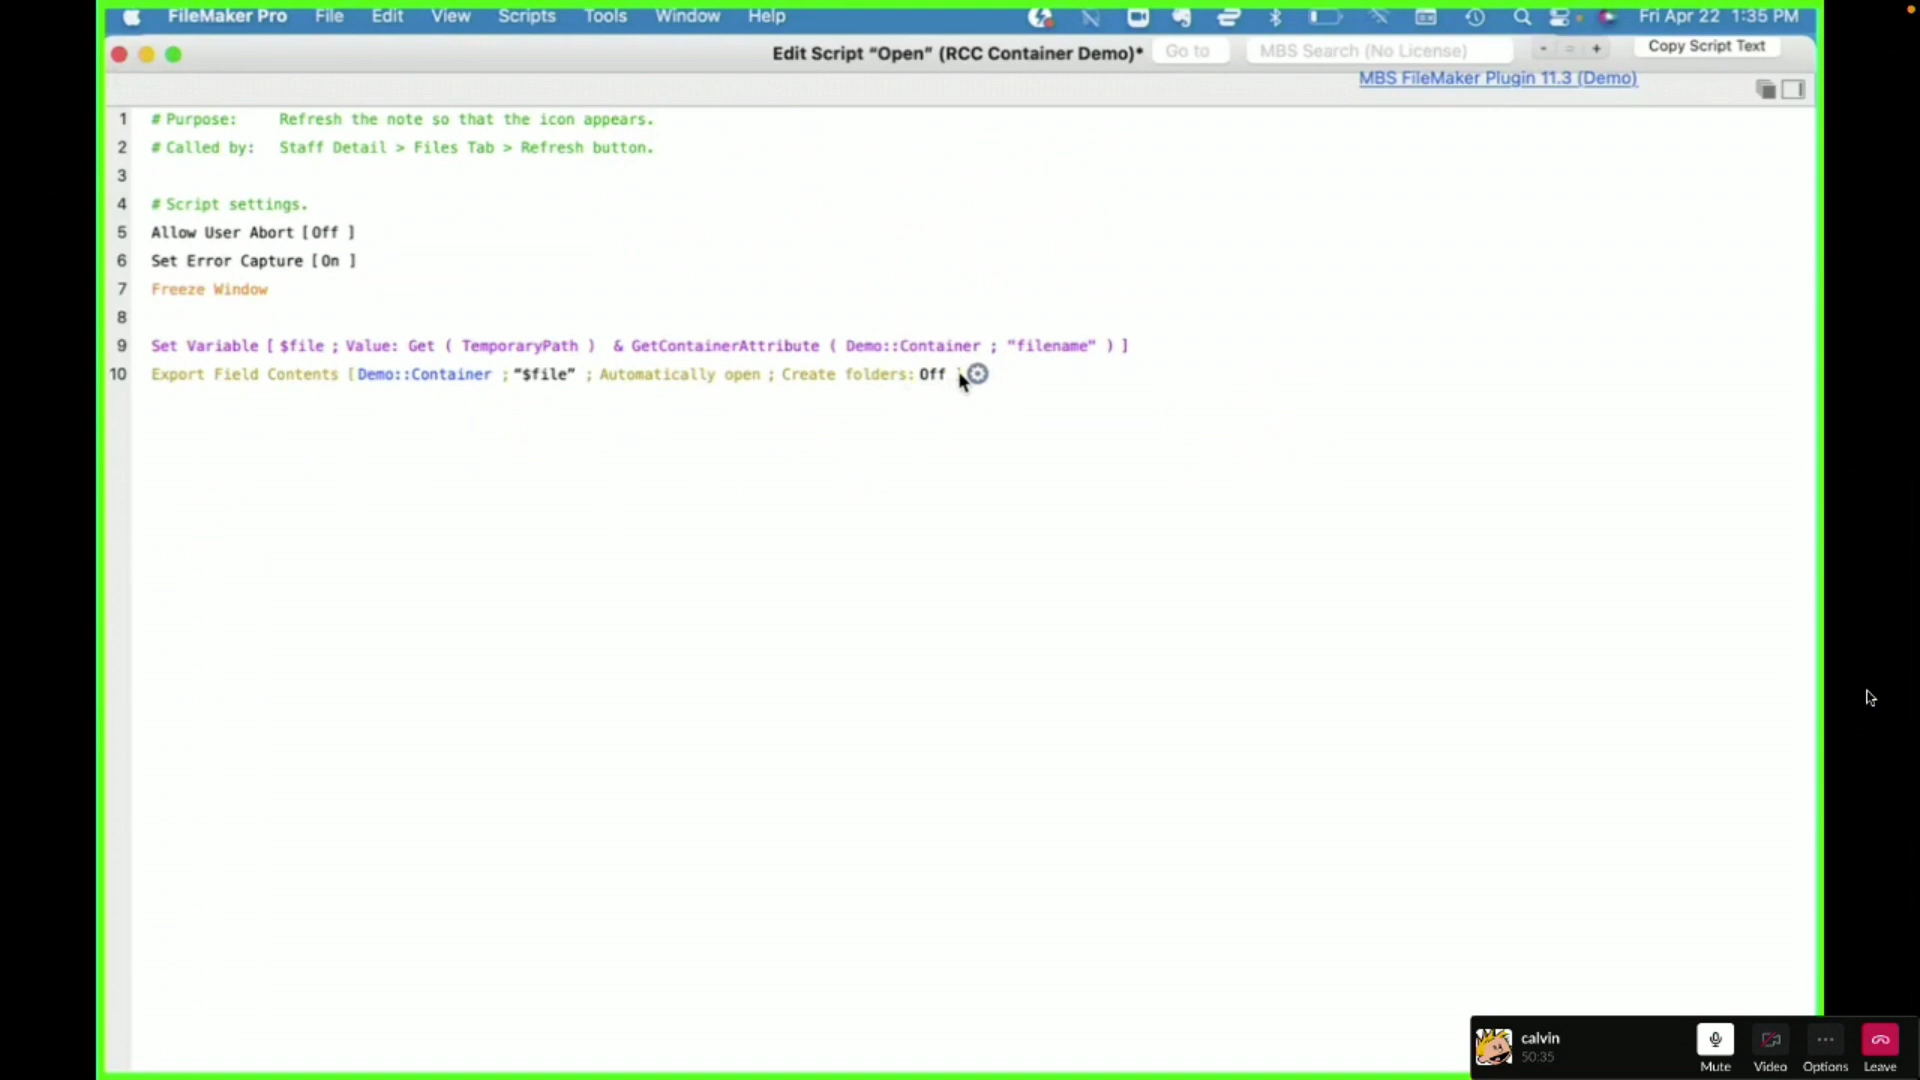 FileMaker Pro File Edit View Scripts Tools Window Help Fri Apr 22 1:35 PM
Edit Script “Open” (RCC Container Demo)* Go to MBS Search (No License) - = + Copy Script Text
MBS FileMaker Plugin 11.3 (Demo)
1 # Purpose: Refresh the note so that the icon appears.
2 # Called by: Staff Detail > Files Tab > Refresh button.
3
4 # Script settings.
5 Allow User Abort [ Off ]
6 Set Error Capture [ On ]
7 Freeze Window
8
9 Set Variable [ $file ; Value: Get ( TemporaryPath ) & GetContainerAttribute ( Demo::Container ; "filename" ) ]
10 Export Field Contents [ Demo::Container ; “$file” ; Automatically open ; Create folders: Off ]
calvin
50:35
Mute Video Options Leave